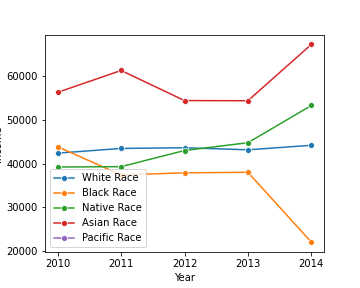 60000
50000
40000
30000
20000
White Race
Black Race
Native Race
Asian Race
Pacific Race
2010 2011 2012 2013 2014
Year